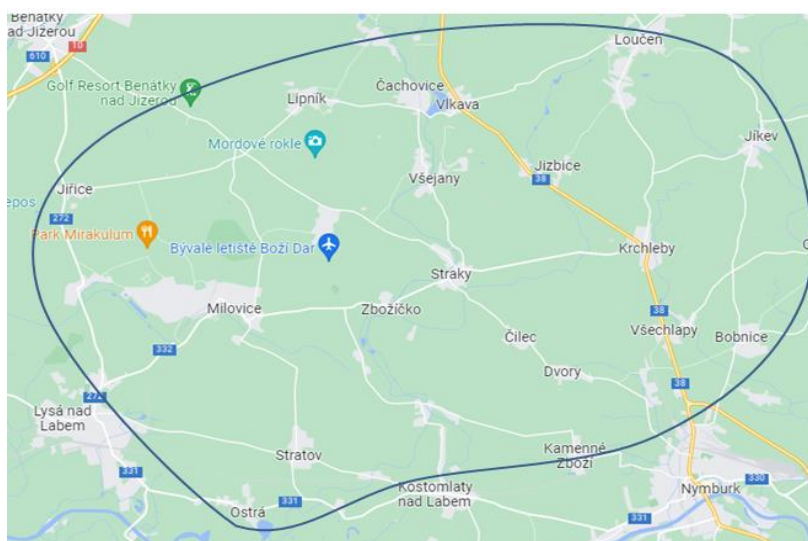 Benátky
nad Jizerou
10
610
Golf Resort Benátky
nad Jizerou
Lipník
Čachovice
Vlkava
Loučeň
Mordové rokle
Všejany
Jizbice
38
Jíkev
Jiřice
epos
272
Park Mirakulum
Bývalé letiště Boží Dar
Straky
Krchleby
Milovice
Zbožíčko
38
Všechlapy
Bobnice
Čilec
332
Dvory
38
272
Lysá nad
Labem
Stratov
Kamenné
Zboží
331
Kostomlaty
nad Labem
331
Ostrá
Nymburk
330
331